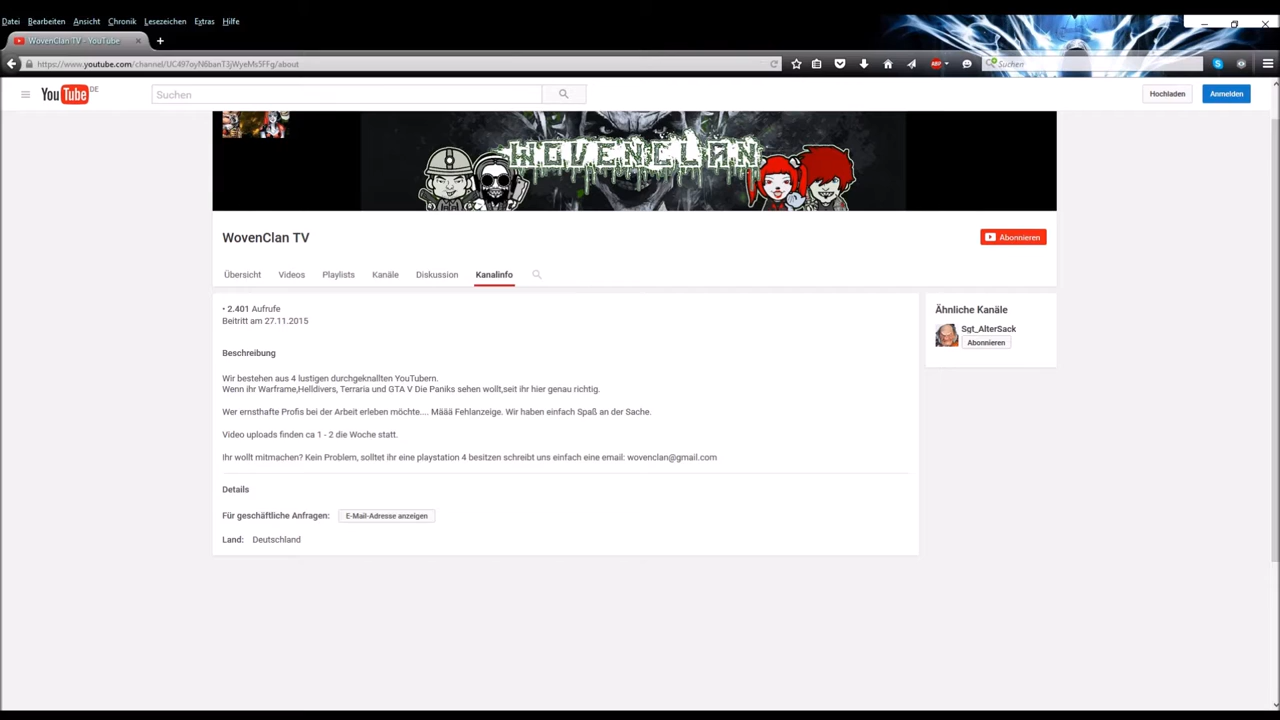 Datei Bearbeiten Ansicht Chronik Lesezeichen Extras Hilfe
WovenClan TV - YouTube
https://www.youtube.com/channel/UC497oyN6banT3jWyeMs5FFg/about
ABP
Suchen
YouTube DE
Suchen
Hochladen
Anmelden
WOVENCLAN
WovenClan TV
Abonnieren
Übersicht Videos Playlists Kanäle Diskussion Kanalinfo
• 2.401 Aufrufe
Beitritt am 27.11.2015
Beschreibung
Wir bestehen aus 4 lustigen durchgeknallten YouTubern.
Wenn ihr Warframe,Helldivers, Terraria und GTA V Die Paniks sehen wollt,seit ihr hier genau richtig.
Wer ernsthafte Profis bei der Arbeit erleben möchte.... Määä Fehlanzeige. Wir haben einfach Spaß an der Sache.
Video uploads finden ca 1 - 2 die Woche statt.
Ihr wollt mitmachen? Kein Problem, solltet ihr eine playstation 4 besitzen schreibt uns einfach eine email: wovenclan@gmail.com
Details
Für geschäftliche Anfragen: E-Mail-Adresse anzeigen
Land: Deutschland
Ähnliche Kanäle
Sgt_AlterSack
Abonnieren